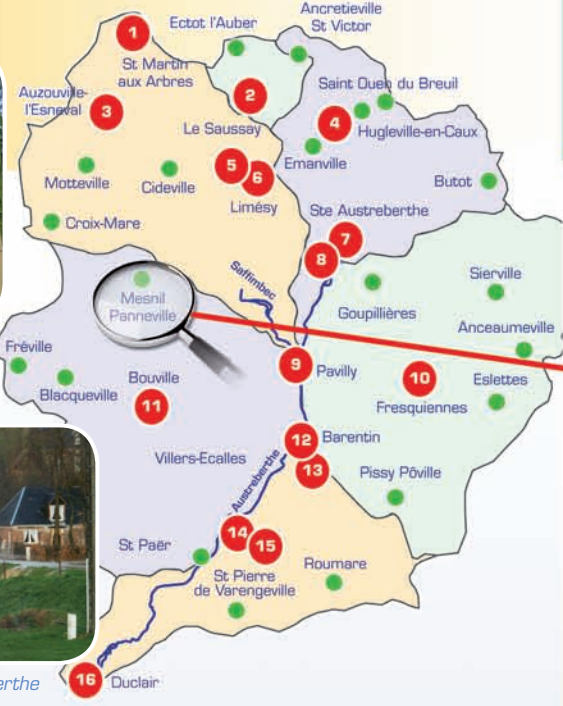 Ancretieville
St Victor
Ectot l'Auber
1
St Martin
aux Arbres
Auzouville-
l'Esneval
3
2
Saint Ouen du Breuil
4
Hugleville-en-Caux
Le Saussay
Emanville
5
6
Motteville
Cideville
Limésy
Butot
Croix-Mare
Ste Austreberthe
7
8
Saffimbec
Mesnil
Panneville
Goupillières
Sierville
Anceaumeville
Fréville
Blacqueville
Bouville
11
9
Pavilly
10
Fresquiennes
Eslettes
12
Barentin
13
Villers-Ecalles
Austreberthe
Pissy Pôville
14
15
St Paër
St Pierre
de Varengeville
Roumare
16
Duclair
erthe